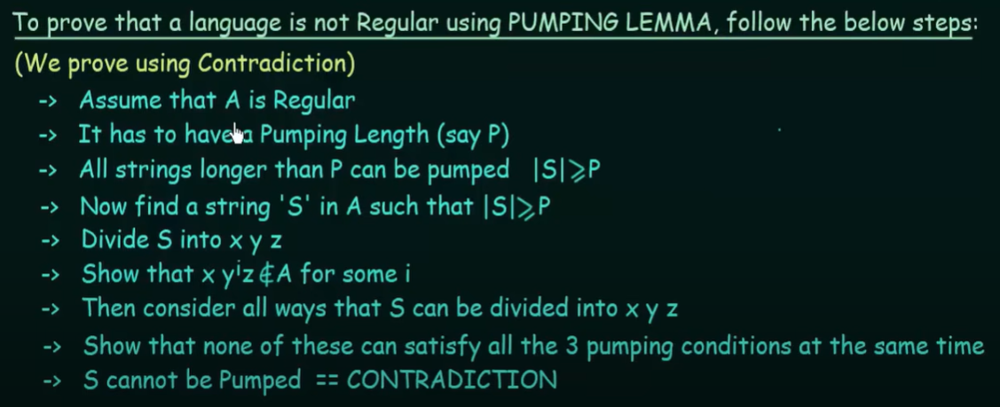 To prove that a language is not Regular using PUMPING LEMMA, follow the below steps:
(We prove using Contradiction)
-> Assume that A is Regular
-> It has to have a Pumping Length (say P)
-> All strings longer than P can be pumped |S|⩾P
-> Now find a string 'S' in A such that |S|⩾P
-> Divide S into x y z
-> Show that x yⁱz ∉ A for some i
-> Then consider all ways that S can be divided into x y z
-> Show that none of these can satisfy all the 3 pumping conditions at the same time
-> S cannot be Pumped == CONTRADICTION